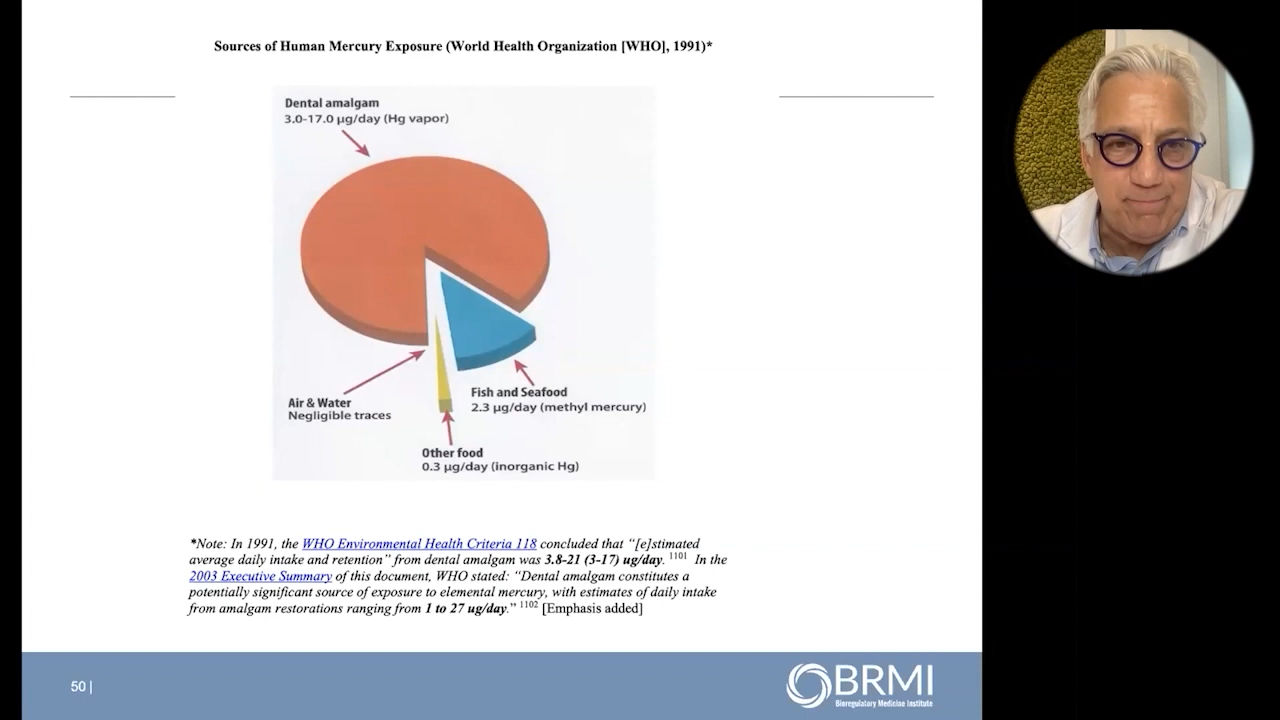 Sources of Human Mercury Exposure (World Health Organization [WHO], 1991)*
Dental amalgam
3.0-17.0 µg/day (Hg vapor)
Air & Water
Negligible traces
Fish and Seafood
2.3 µg/day (methyl mercury)
Other food
0.3 µg/day (inorganic Hg)
*Note: In 1991, the WHO Environmental Health Criteria 118 concluded that “[e]stimated
average daily intake and retention” from dental amalgam was 3.8-21 (3-17) ug/day. 1101 In the
2003 Executive Summary of this document, WHO stated: “Dental amalgam constitutes a
potentially significant source of exposure to elemental mercury, with estimates of daily intake
from amalgam restorations ranging from 1 to 27 ug/day.” 1102 [Emphasis added]
50 |
BRMI
Bioregulatory Medicine Institute